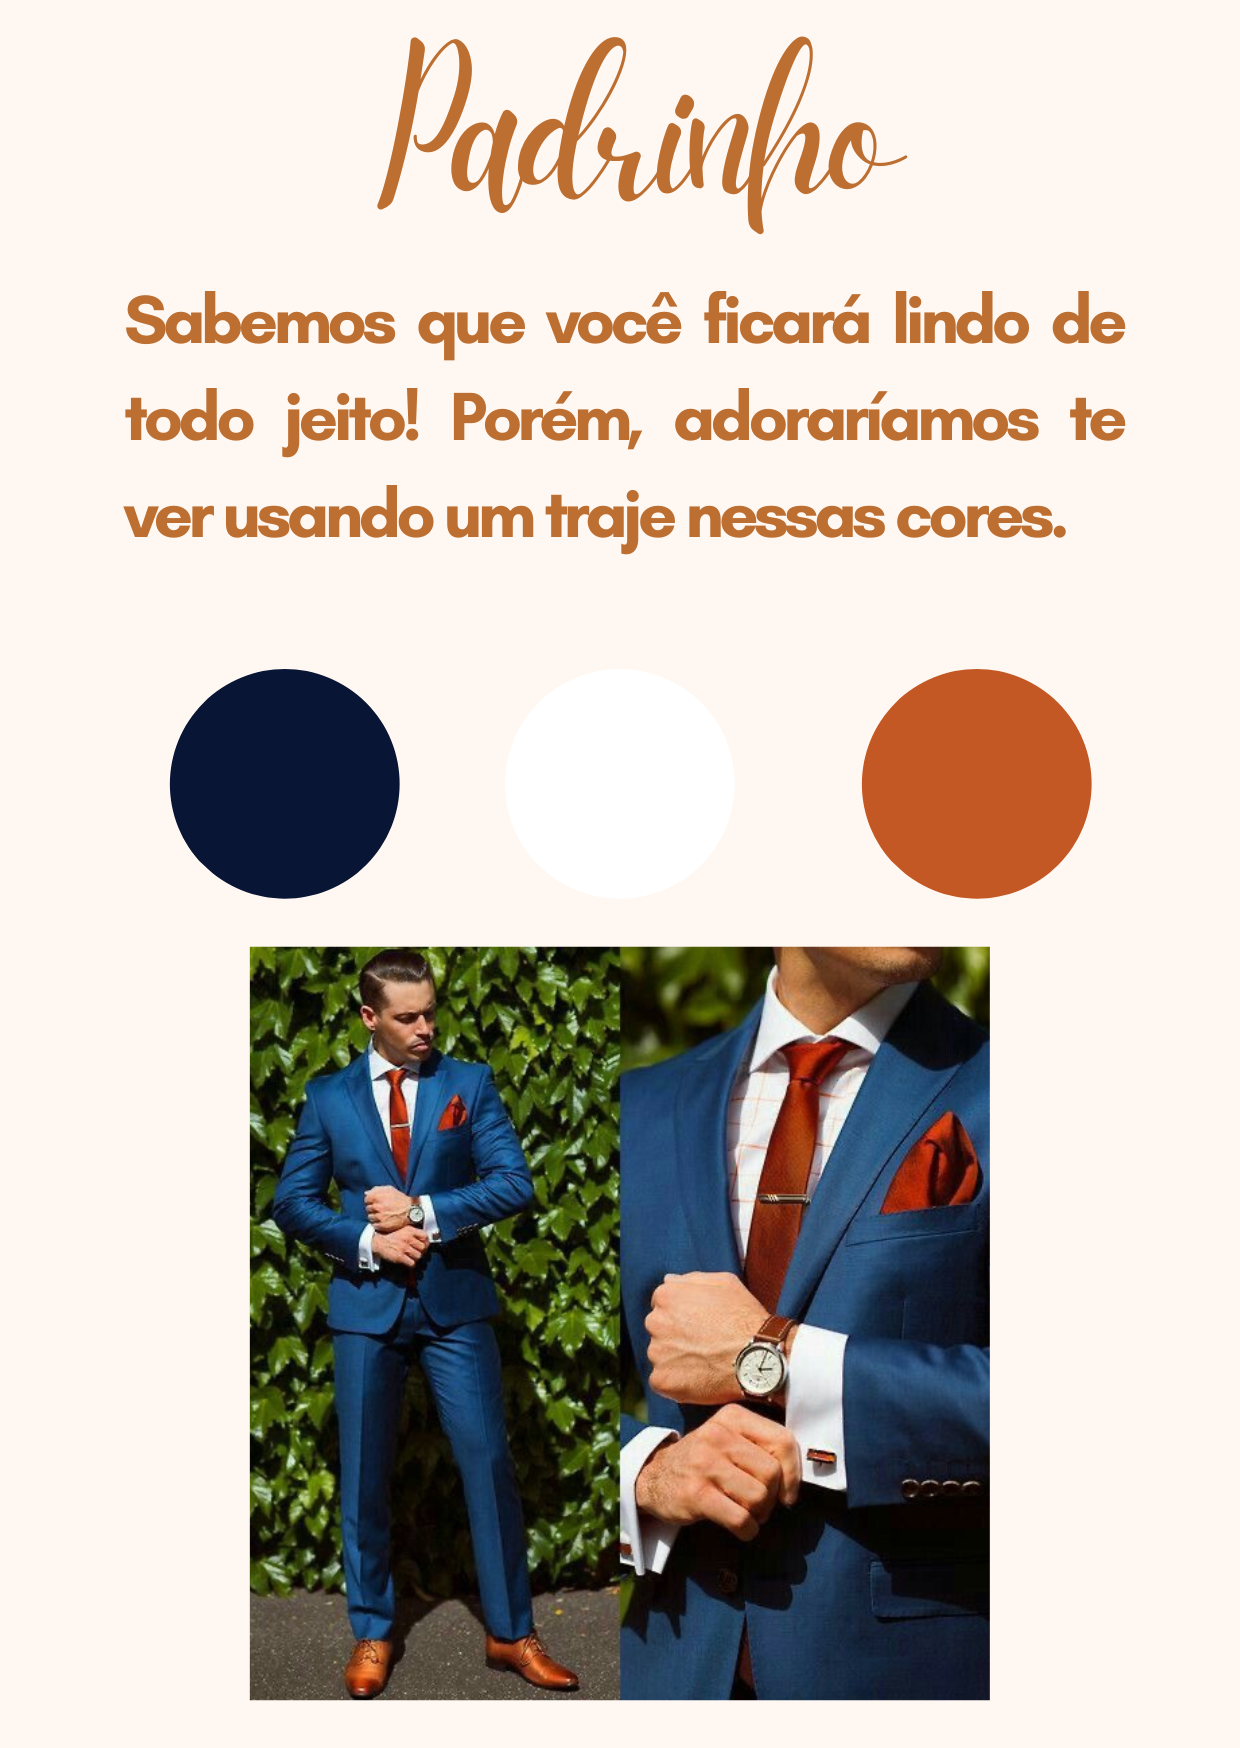 Padrinho
Sabemos que você ficará lindo de
todo jeito! Porém, adoraríamos te
ver usando um traje nessas cores.